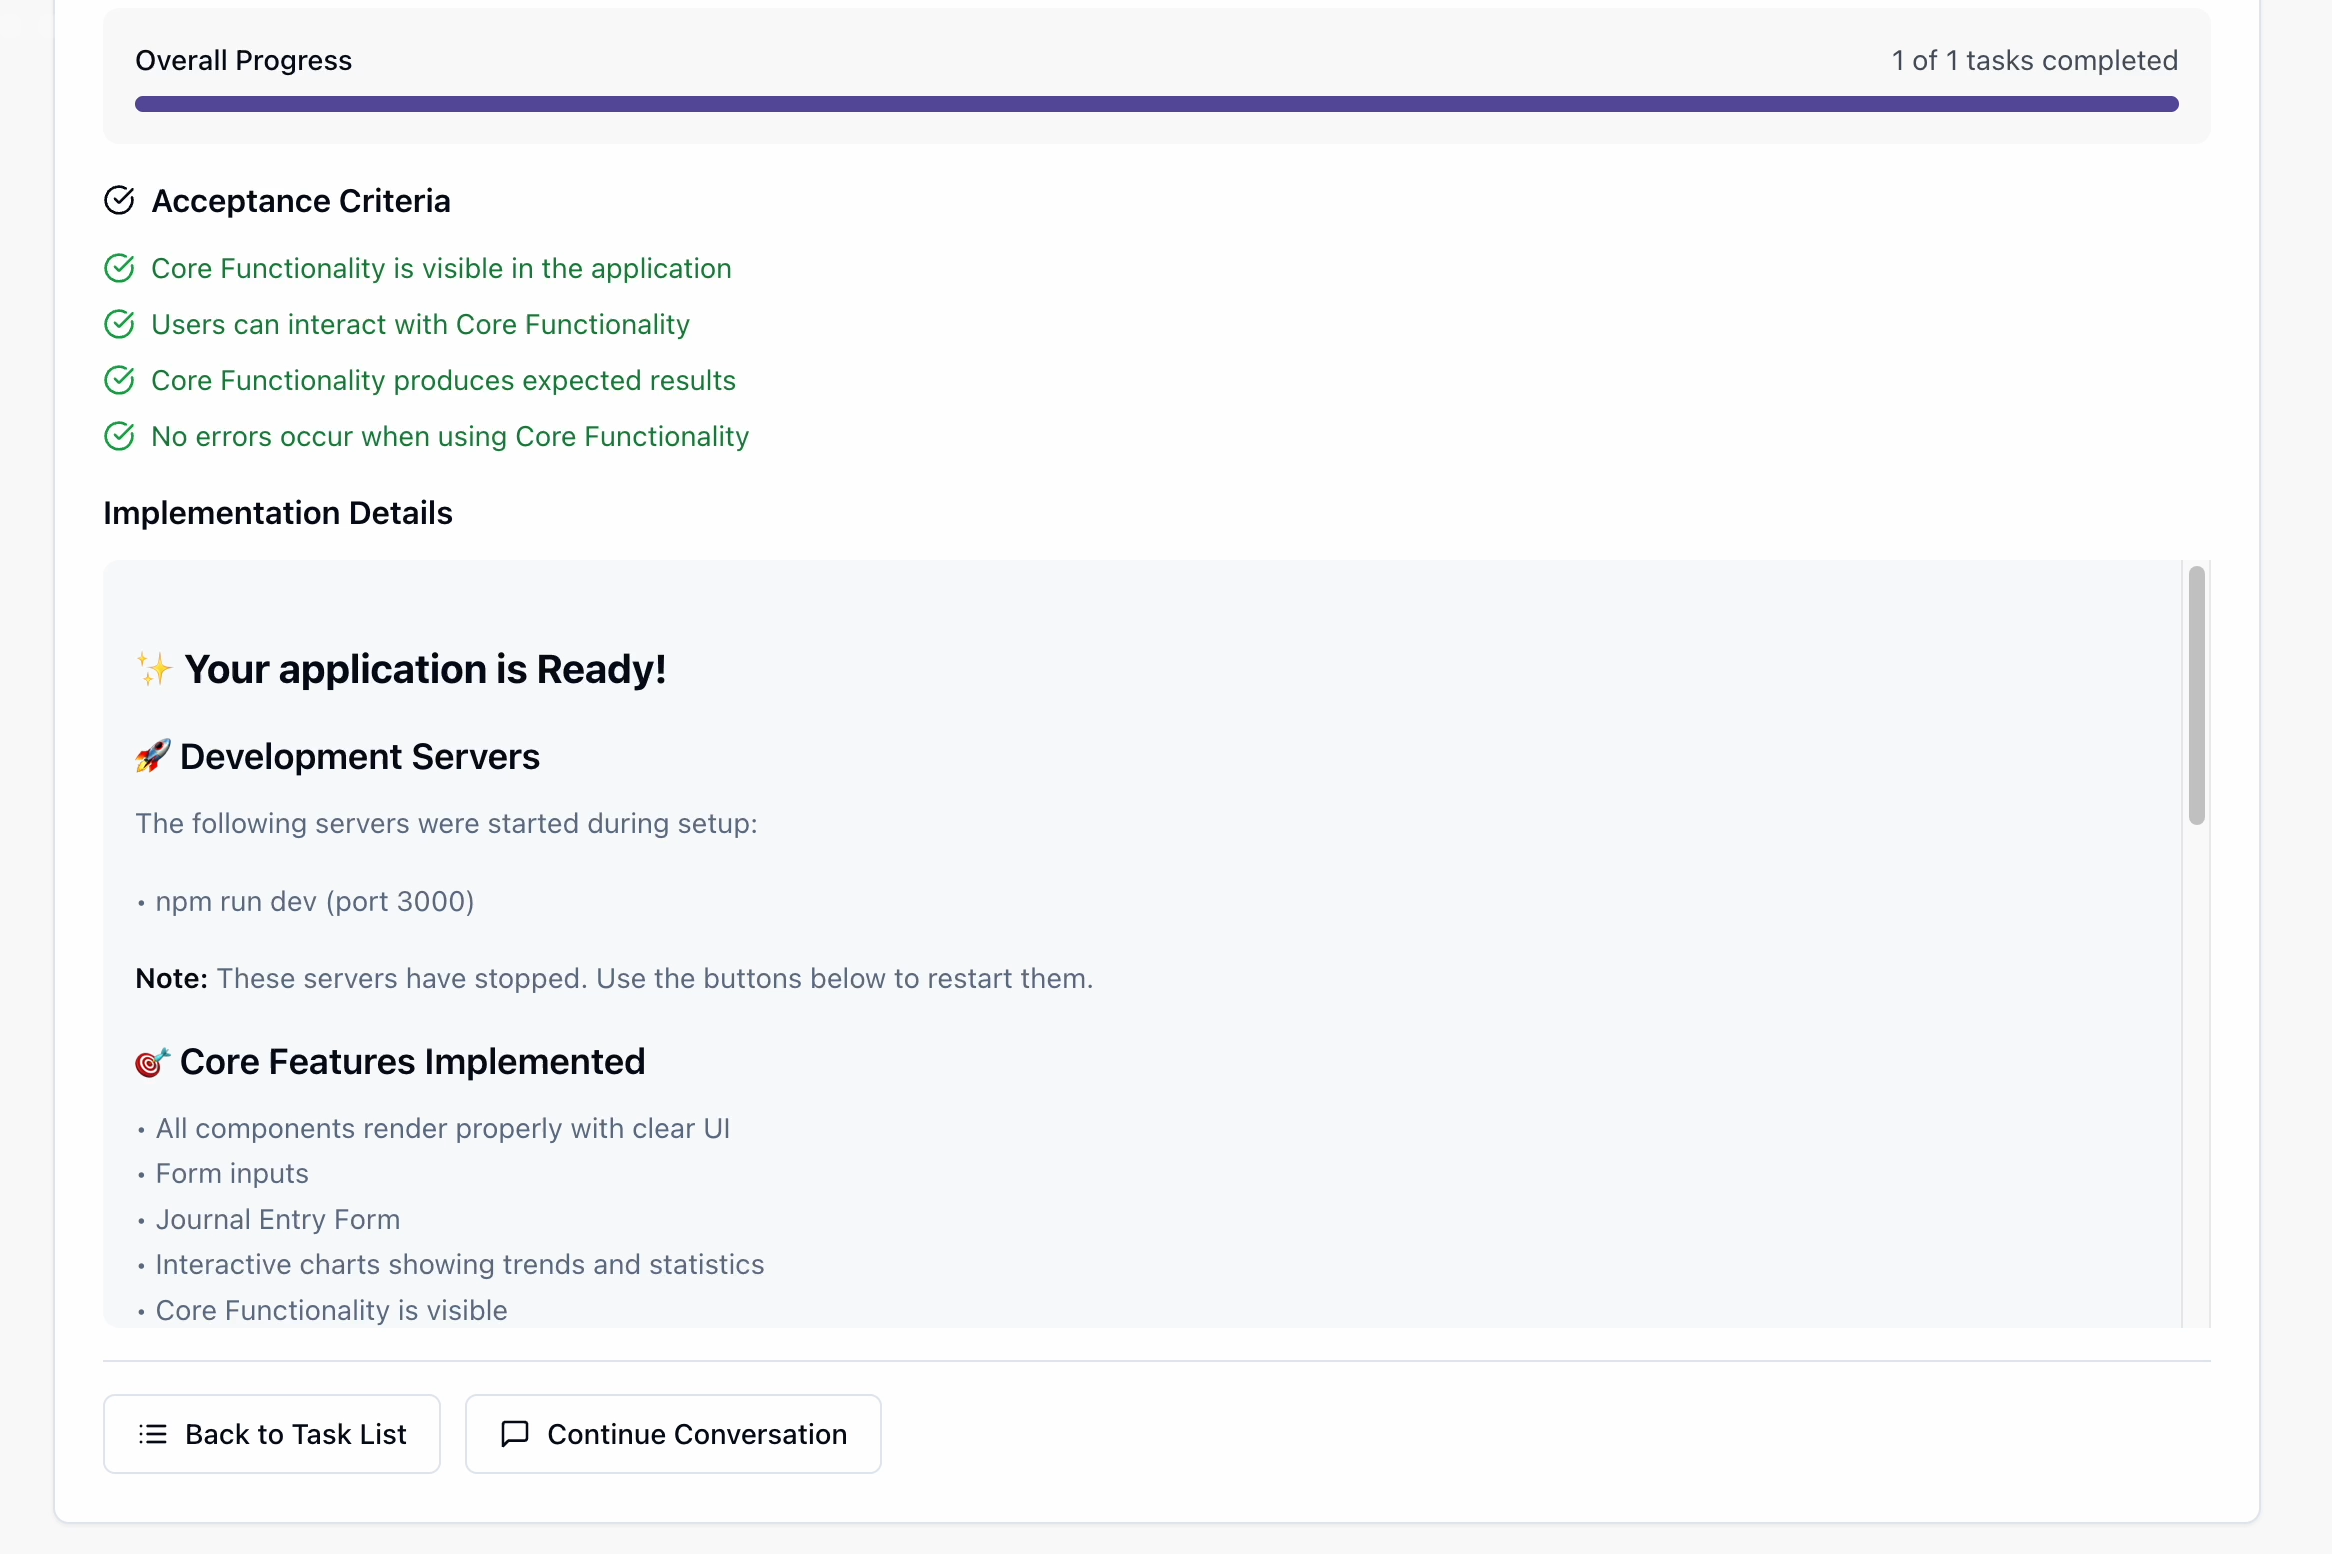 Overall Progress
1 of 1 tasks completed
Acceptance Criteria
Core Functionality is visible in the application
Users can interact with Core Functionality
Core Functionality produces expected results
No errors occur when using Core Functionality
Implementation Details
✨ Your application is Ready!
🚀 Development Servers
The following servers were started during setup:
• npm run dev (port 3000)
Note: These servers have stopped. Use the buttons below to restart them.
🎯 Core Features Implemented
• All components render properly with clear UI
• Form inputs
• Journal Entry Form
• Interactive charts showing trends and statistics
• Core Functionality is visible
Back to Task List
Continue Conversation